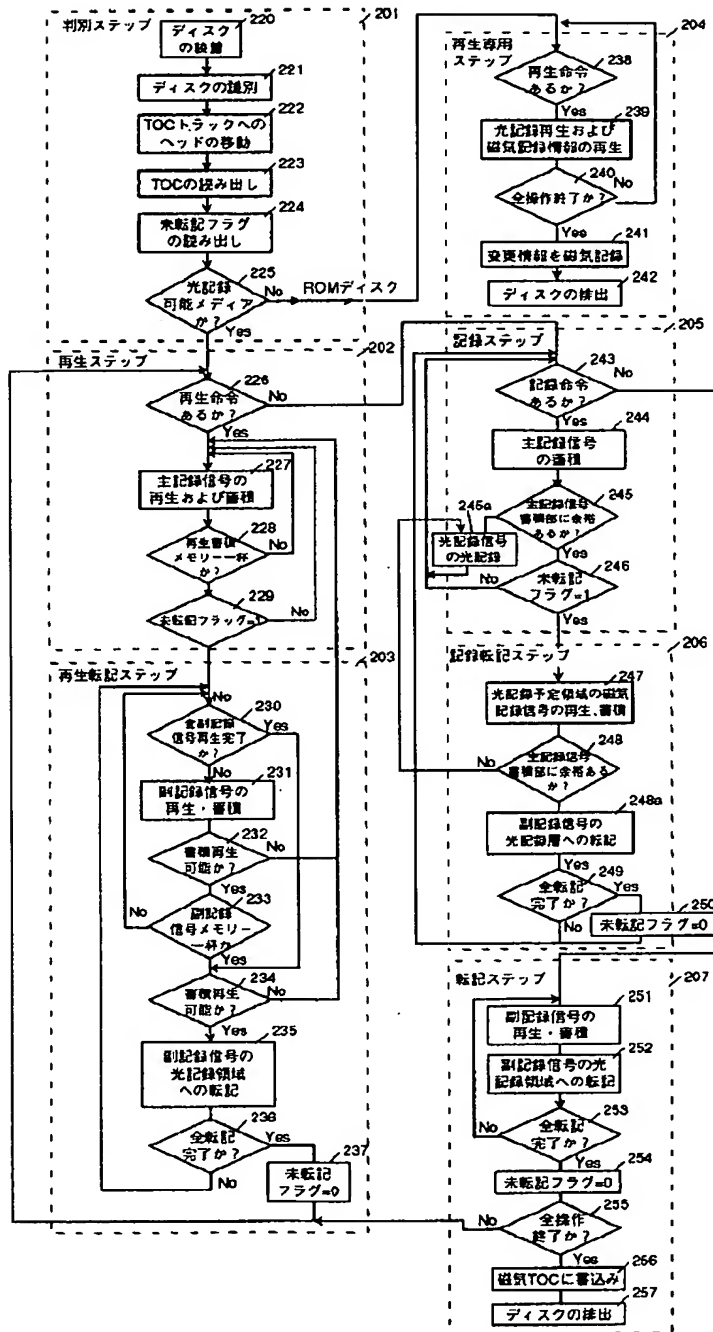 判別ステップ
201
220
ディスク
の装着
221
ディスクの識別
222
TOCトラックへの
ヘッドの移動
223
TOCの読み出し
224
未転記フラグ
の読み出し
225
光記録
可能メディア
か?
No
ROMディスク
Yes
202
再生ステップ
226
再生命令
あるか?
No
Yes
227
主記録信号の
再生および蓄積
228
再生蓄積
メモリー一杯
か?
No
229
未転記フラッグ=1
No
203
再生転記ステップ
No
230
全副記録
信号再生完了
か?
Yes
No
231
副記録信号の
再生・蓄積
232
蓄積再生
可能か?
No
Yes
233
副記録
信号メモリー
一杯か
No
Yes
234
蓄積再生
可能か?
No
Yes
235
副記録信号の
光記録領域
への転記
236
全転記
完了か?
Yes
No
237
未転記
フラグ=0
204
再生専用
ステップ
238
再生命令
あるか?
Yes
239
光記録再生および
磁気記録情報の再生
240
全操作終了か?
No
Yes
241
変更情報を磁気記録
242
ディスクの排出
205
記録ステップ
243
記録命令
あるか?
No
Yes
244
主記録信号
の蓄積
245
主記録信号
蓄積部に余裕
あるか?
245a
光記録信号
の光記録
Yes
246
未転記
フラグ=1
No
Yes
206
記録転記ステップ
247
光記録予定領域の磁気
記録信号の再生、蓄積
248
主記録信号
蓄積部に余裕ある
か?
No
248a
副記録信号の
光記録層への転記
Yes
249
全転記
完了か?
Yes
No
250
未転記フラグ=0
207
転記ステップ
251
副記録信号の
再生・蓄積
252
副記録信号の光
記録領域への転記
253
全転記
完了か?
No
Yes
254
未転記フラグ=0
255
全操作
終了か?
No
Yes
256
磁気TOCに書込み
257
ディスクの排出